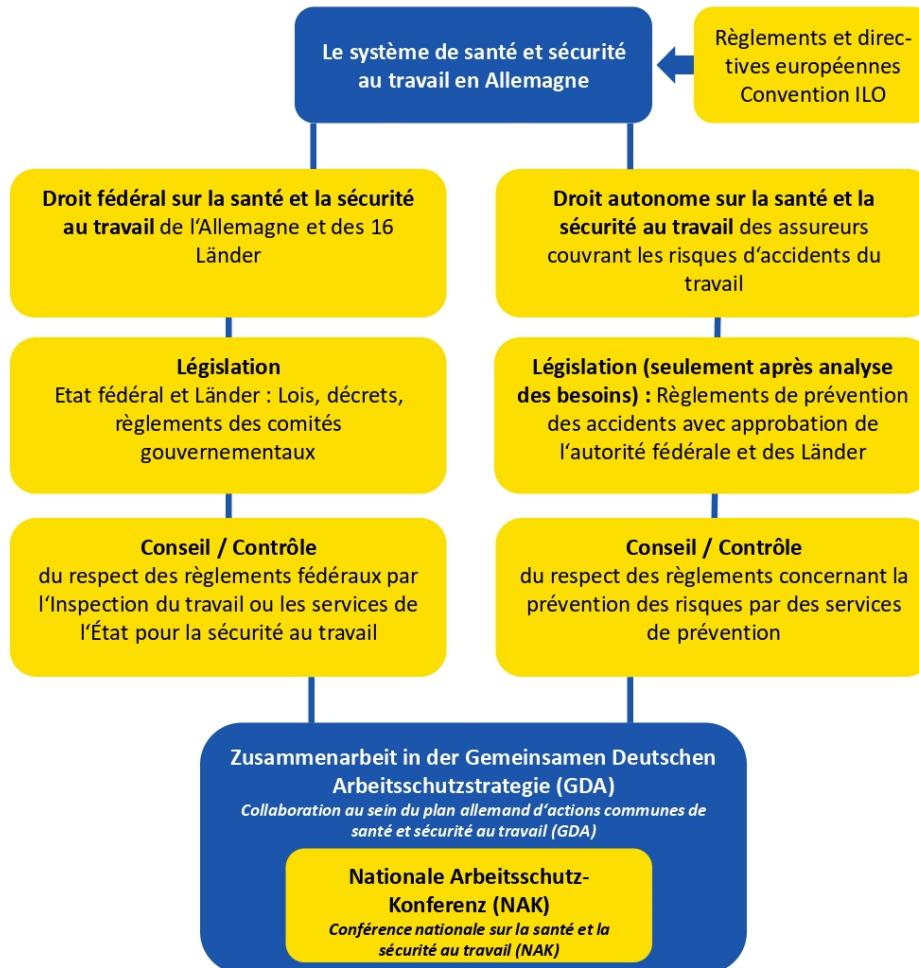 Le système de santé et sécurité
au travail en Allemagne
Règlements et direc-
tives européennes
Convention ILO
Droit fédéral sur la santé et la sécurité
au travail de l‘Allemagne et des 16
Länder
Droit autonome sur la santé et la
sécurité au travail des assureurs
couvrant les risques d‘accidents du
travail
Législation
Etat fédéral et Länder : Lois, décrets,
règlements des comités
gouvernementaux
Législation (seulement après analyse
des besoins) : Règlements de prévention
des accidents avec approbation de
l‘autorité fédérale et des Länder
Conseil / Contrôle
du respect des règlements fédéraux par
l‘Inspection du travail ou les services de
l‘État pour la sécurité au travail
Conseil / Contrôle
du respect des règlements concernant la
prévention des risques par des services
de prévention
Zusammenarbeit in der Gemeinsamen Deutschen
Arbeitsschutzstrategie (GDA)
Collaboration au sein du plan allemand d‘actions communes de
santé et sécurité au travail (GDA)
Nationale Arbeitsschutz-
Konferenz (NAK)
Conférence nationale sur la santé et la
sécurité au travail (NAK)